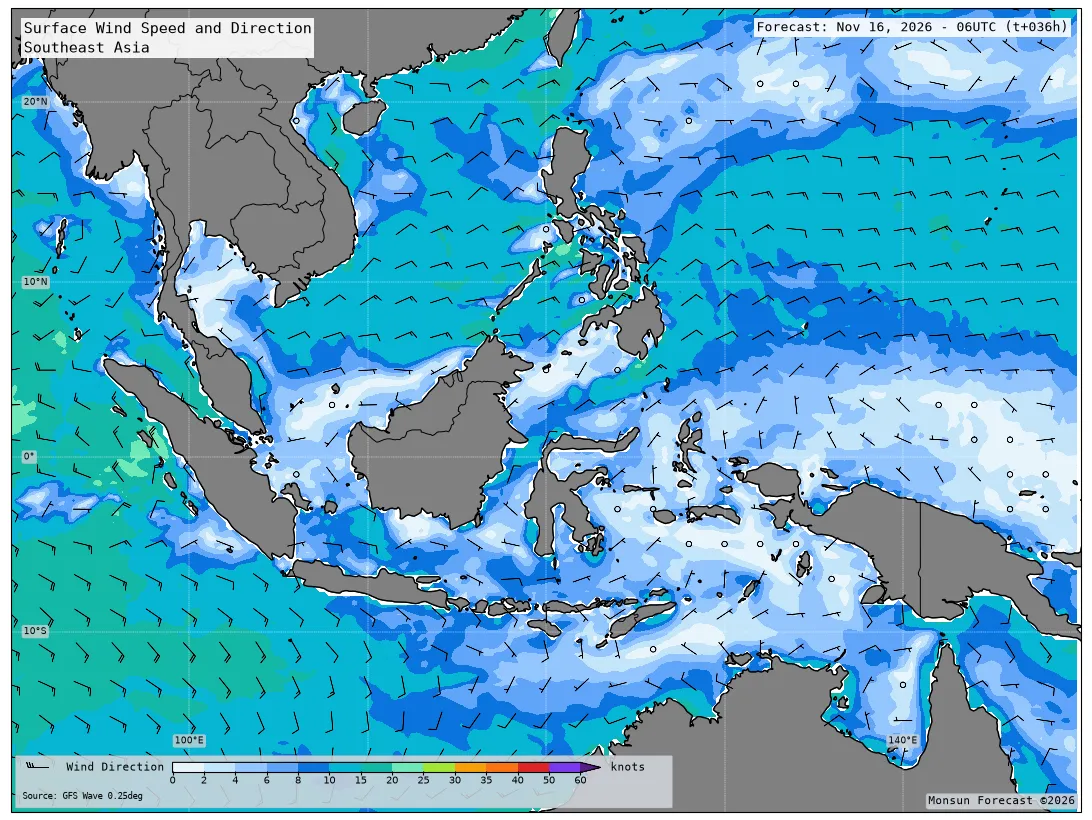 Surface Wind Speed and Direction
Southeast Asia
Forecast: Nov 16, 2026 - 06UTC (t+036h)
20°N
10°N
0°
10°S
100°E
140°E
Wind Direction
0 2 4 6 8 10 15 20 25 30 35 40 50 60
knots
Source: GFS Wave 0.25deg
Monsun Forecast ©2026